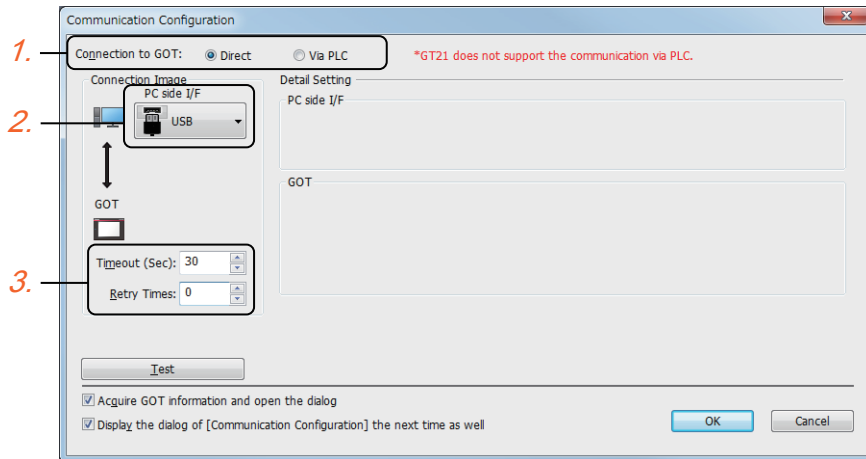 Communication Configuration
1.
Connection to GOT: Direct Via PLC *GT21 does not support the communication via PLC.
Connection Image
Detail Setting
2.
PC side I/F
USB
PC side I/F
GOT
GOT
3.
Timeout (Sec): 30
Retry Times: 0
Test
Acquire GOT information and open the dialog
Display the dialog of [Communication Configuration] the next time as well
OK Cancel